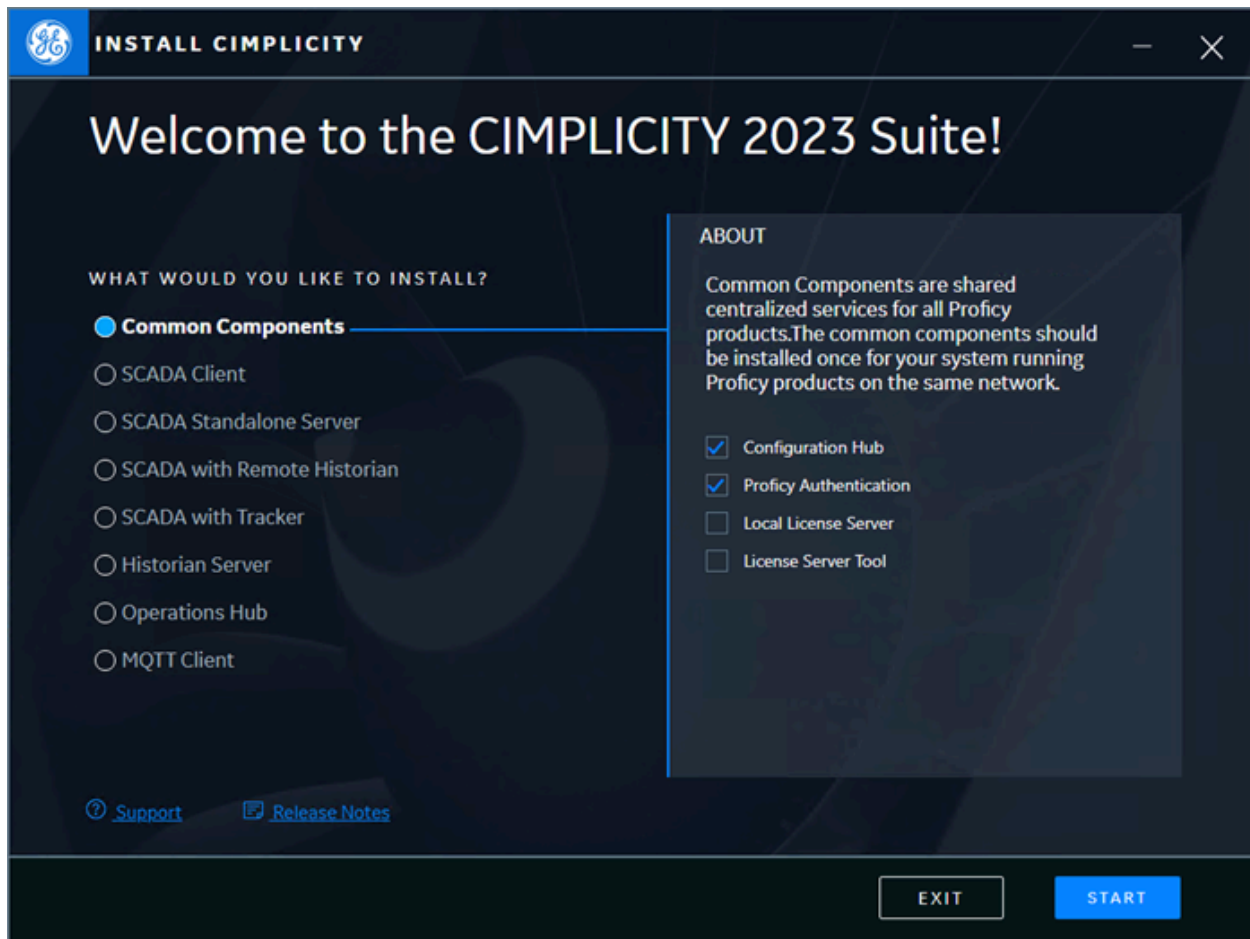 INSTALL CIMPLICITY
Welcome to the CIMPLICITY 2023 Suite!
WHAT WOULD YOU LIKE TO INSTALL?
Common Components
SCADA Client
SCADA Standalone Server
SCADA with Remote Historian
SCADA with Tracker
Historian Server
Operations Hub
MQTT Client
ABOUT
Common Components are shared
centralized services for all Proficy
products.The common components should
be installed once for your system running
Proficy products on the same network.
Configuration Hub
Proficy Authentication
Local License Server
License Server Tool
Support
Release Notes
EXIT
START